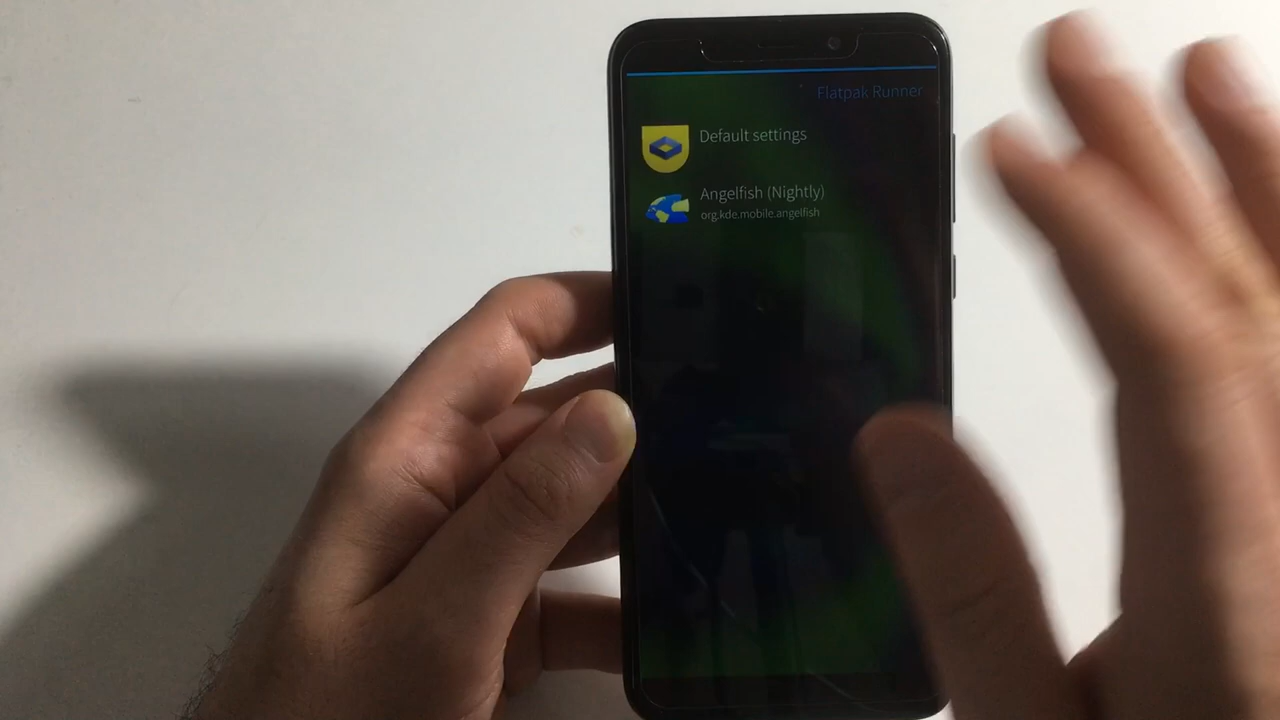 Flatpak Runner
Default settings
Angelfish (Nightly)
org.kde.mobile.angelfish